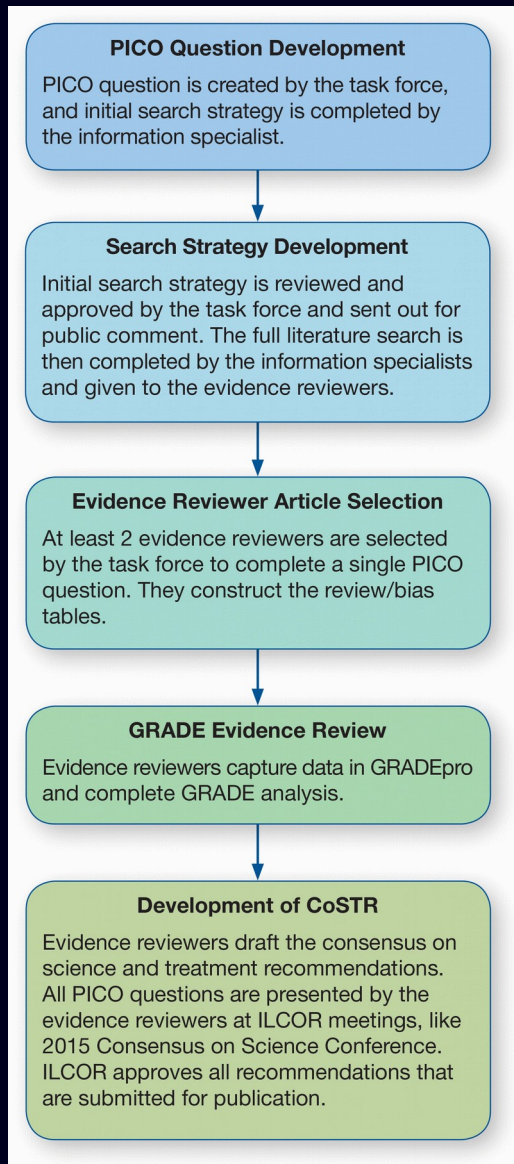 PICO Question Development
PICO question is created by the task force,
and initial search strategy is completed by
the information specialist.
Search Strategy Development
Initial search strategy is reviewed and
approved by the task force and sent out for
public comment. The full literature search is
then completed by the information specialists
and given to the evidence reviewers.
Evidence Reviewer Article Selection
At least 2 evidence reviewers are selected
by the task force to complete a single PICO
question. They construct the review/bias
tables.
GRADE Evidence Review
Evidence reviewers capture data in GRADEpro
and complete GRADE analysis.
Development of CoSTR
Evidence reviewers draft the consensus on
science and treatment recommendations.
All PICO questions are presented by the
evidence reviewers at ILCOR meetings, like
2015 Consensus on Science Conference.
ILCOR approves all recommendations that
are submitted for publication.